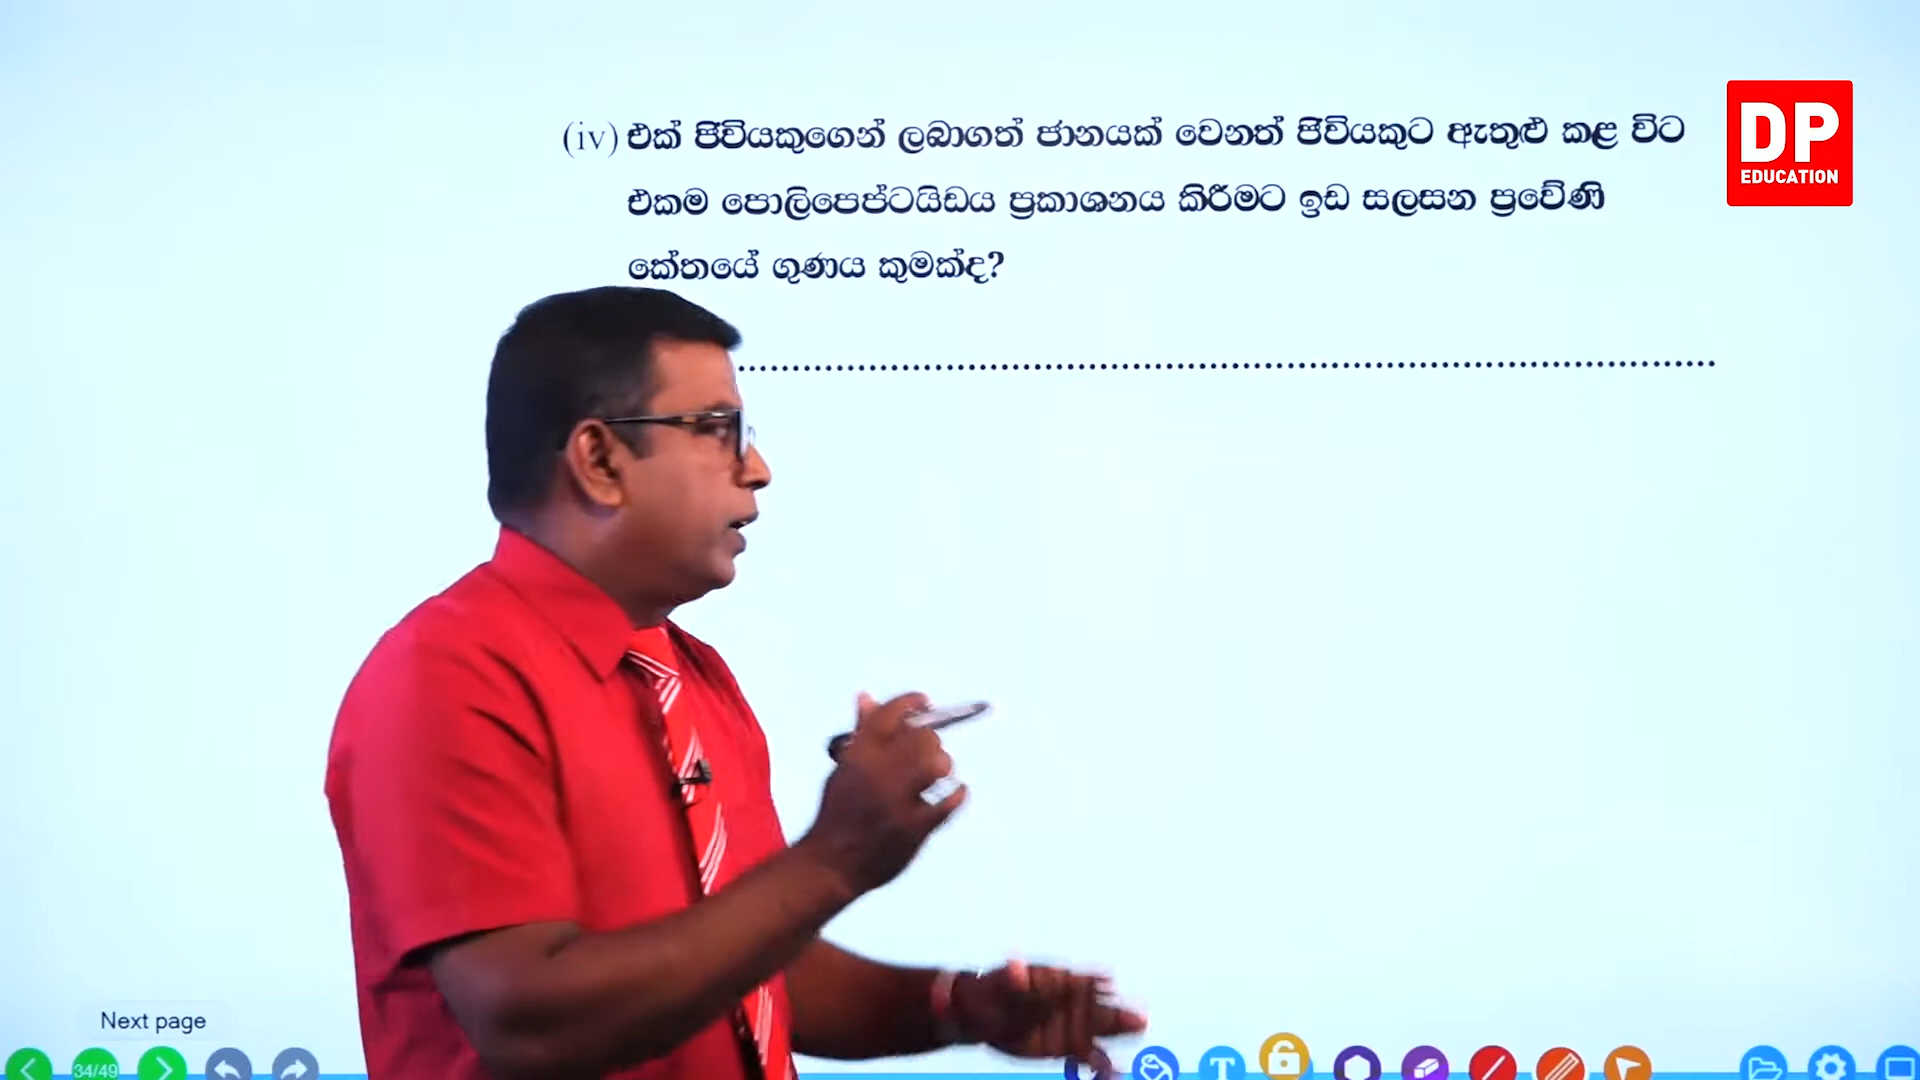 (iv) එක් ජීවියකුගෙන් ලබාගත් ජානයක් වෙනත් ජීවියකුට ඇතුළු කළ විට
එකම පොලිපෙප්ටයිඩය ප්‍රකාශනය කිරීමට ඉඩ සලසන ප්‍රවේණි
කේතයේ ගුණය කුමක්ද?
DP
EDUCATION
Next page
34/49
T